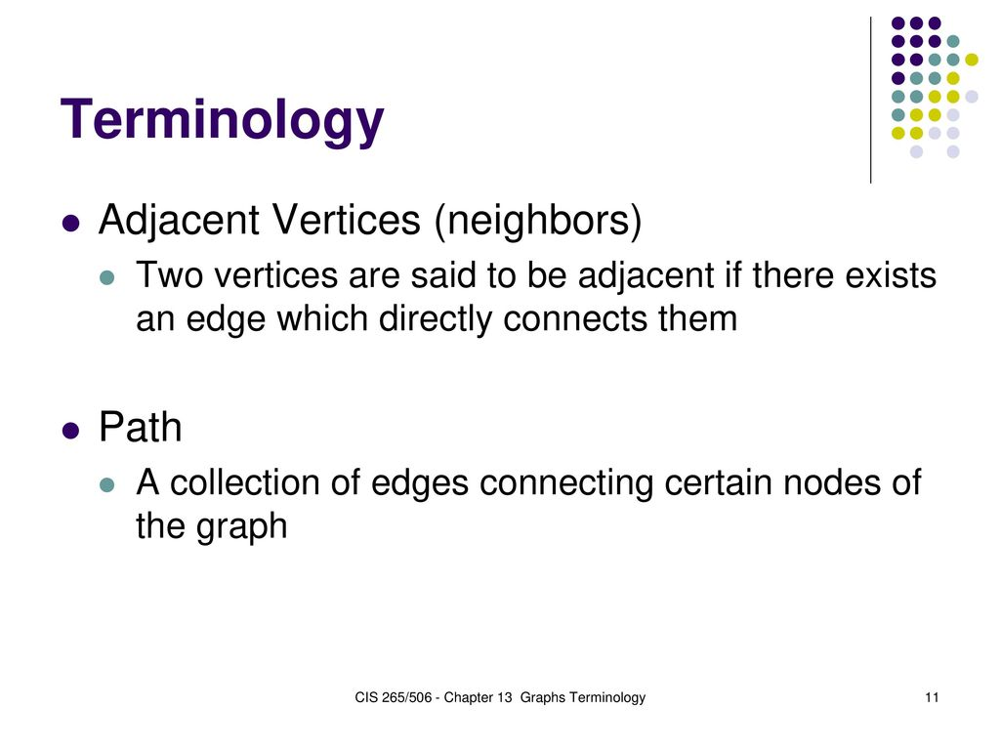 Terminology
Adjacent Vertices (neighbors)
Two vertices are said to be adjacent if there exists
an edge which directly connects them
Path
A collection of edges connecting certain nodes of
the graph
CIS 265/506 - Chapter 13  Graphs Terminology
11